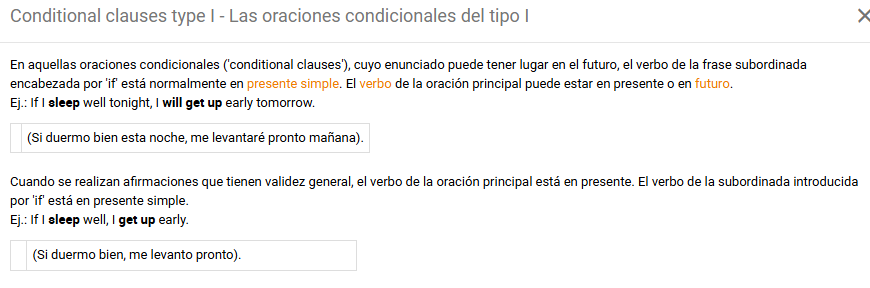 Conditional clauses type I - Las oraciones condicionales del tipo I
En aquellas oraciones condicionales ('conditional clauses'), cuyo enunciado puede tener lugar en el futuro, el verbo de la frase subordinada
encabezada por 'if' está normalmente en presente simple. El verbo de la oración principal puede estar en presente o en futuro.
Ej.: If I sleep well tonight, I will get up early tomorrow.
(Si duermo bien esta noche, me levantaré pronto mañana).
Cuando se realizan afirmaciones que tienen validez general, el verbo de la oración principal está en presente. El verbo de la subordinada introducida
por 'if' está en presente simple.
Ej.: If I sleep well, I get up early.
(Si duermo bien, me levanto pronto).